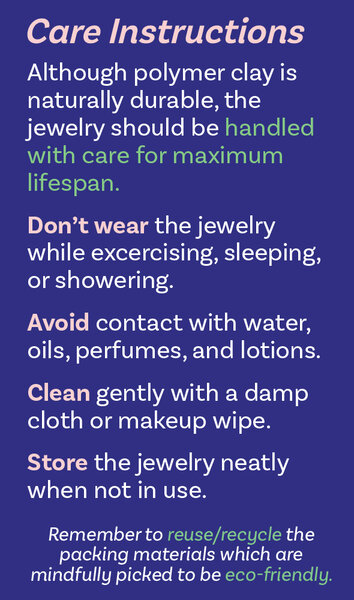 Care Instructions
Although polymer clay is
naturally durable, the
jewelry should be handled
with care for maximum
lifespan.
Don’t wear the jewelry
while excercising, sleeping,
or showering.
Avoid contact with water,
oils, perfumes, and lotions.
Clean gently with a damp
cloth or makeup wipe.
Store the jewelry neatly
when not in use.
Remember to reuse/recycle the
packing materials which are
mindfully picked to be eco-friendly.